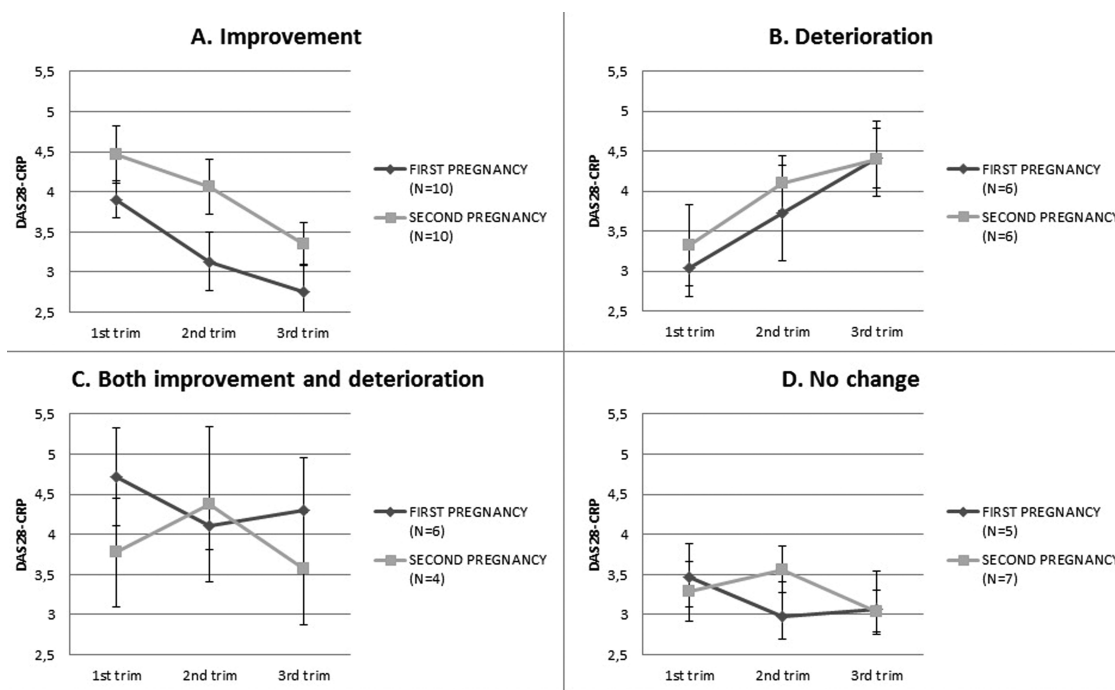 A. Improvement
DAS28-CRP
5,5
5
4,5
4
3,5
3
2,5
1st trim 2nd trim 3rd trim
FIRST PREGNANCY
(N=10)
SECOND PREGNANCY
(N=10)
B. Deterioration
DAS28-CRP
5,5
5
4,5
4
3,5
3
2,5
1st trim 2nd trim 3rd trim
FIRST PREGNANCY
(N=6)
SECOND PREGNANCY
(N=6)
C. Both improvement and deterioration
DAS28-CRP
5,5
5
4,5
4
3,5
3
2,5
1st trim 2nd trim 3rd trim
FIRST PREGNANCY
(N=6)
SECOND PREGNANCY
(N=4)
D. No change
DAS28-CRP
5,5
5
4,5
4
3,5
3
2,5
1st trim 2nd trim 3rd trim
FIRST PREGNANCY
(N=5)
SECOND PREGNANCY
(N=7)